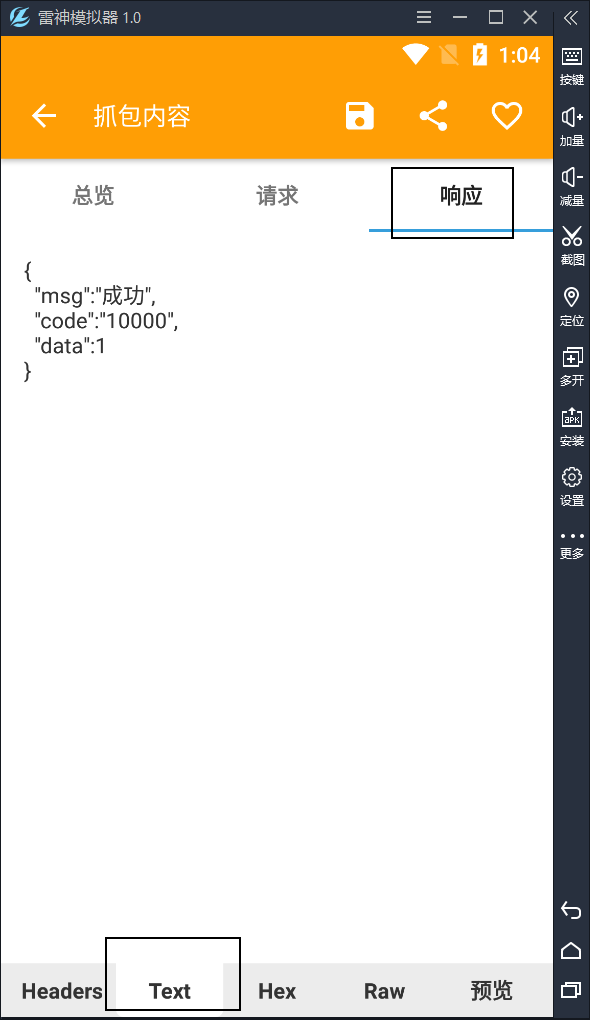 雷神模拟器 1.0
1:04
抓包内容
总览 请求 响应
{
"msg":"成功",
"code":"10000",
"data":1
}
Headers Text Hex Raw 预览
按键
加量
减量
截图
定位
多开
APK
安装
设置
更多